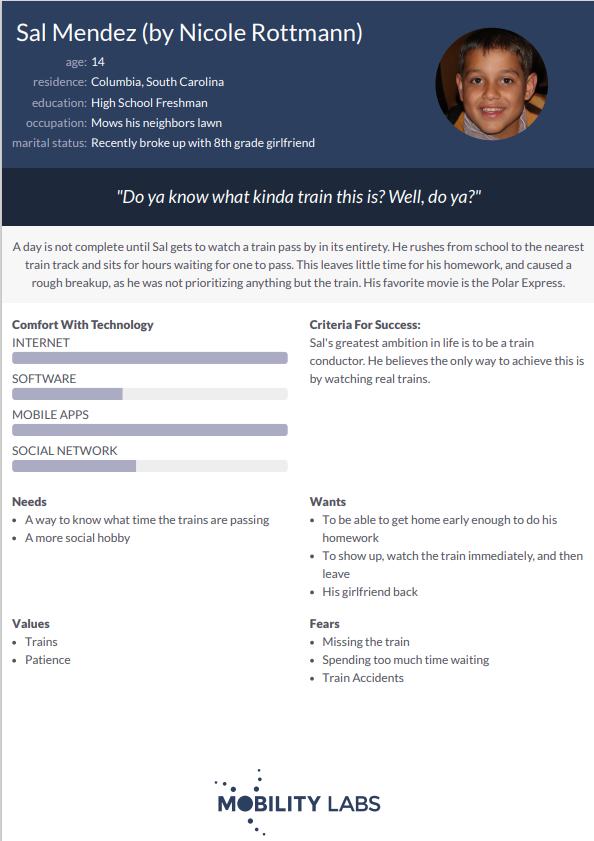 Sal Mendez (by Nicole Rottmann)
age: 14
residence: Columbia, South Carolina
education: High School Freshman
occupation: Mows his neighbors lawn
marital status: Recently broke up with 8th grade girlfriend
"Do ya know what kinda train this is? Well, do ya?"
A day is not complete until Sal gets to watch a train pass by in its entirety. He rushes from school to the nearest
train track and sits for hours waiting for one to pass. This leaves little time for his homework, and caused a
rough breakup, as he was not prioritizing anything but the train. His favorite movie is the Polar Express.
Comfort With Technology
INTERNET
SOFTWARE
MOBILE APPS
SOCIAL NETWORK
Criteria For Success:
Sal's greatest ambition in life is to be a train
conductor. He believes the only way to achieve this is
by watching real trains.
Needs
• A way to know what time the trains are passing
• A more social hobby
Wants
• To be able to get home early enough to do his
homework
• To show up, watch the train immediately, and then
leave
• His girlfriend back
Values
• Trains
• Patience
Fears
• Missing the train
• Spending too much time waiting
• Train Accidents
MOBILITY LABS